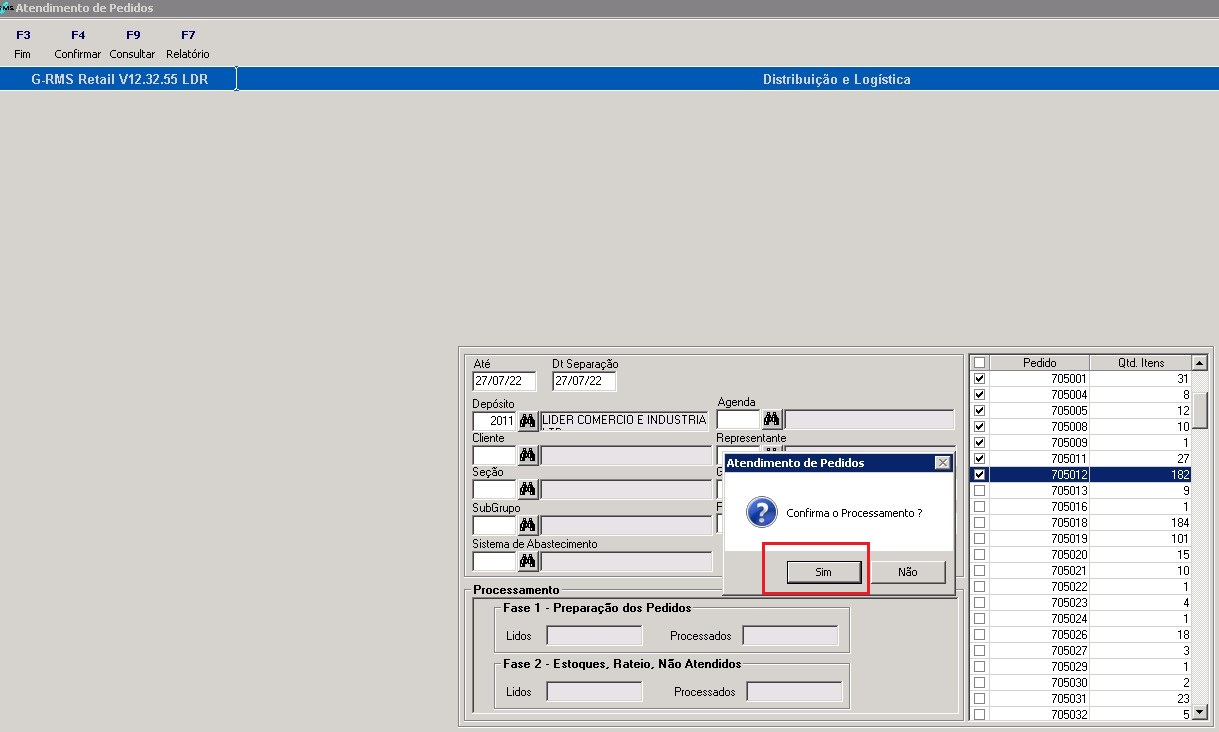 RMS Atendimento de Pedidos
F3 F4 F9 F7
Fim Confirmar Consultar Relatório
G-RMS Retail V12.32.55 LDR Distribuição e Logística
Até Dt Separação
27/07/22 27/07/22
Depósito Agenda
2011 LIDER COMERCIO E INDUSTRIA
Cliente Representante
Seção
SubGrupo
Sistema de Abastecimento
Atendimento de Pedidos
Confirma o Processamento ?
Sim Não
Processamento
Fase 1 - Preparação dos Pedidos
Lidos Processados
Fase 2 - Estoques, Rateio, Não Atendidos
Lidos Processados
Pedido Qtd. Itens
705001 31
705004 8
705005 12
705008 10
705009 1
705011 27
705012 182
705013 9
705016 1
705018 184
705019 101
705020 15
705021 10
705022 1
705023 4
705024 1
705026 18
705027 3
705029 1
705030 2
705031 23
705032 5